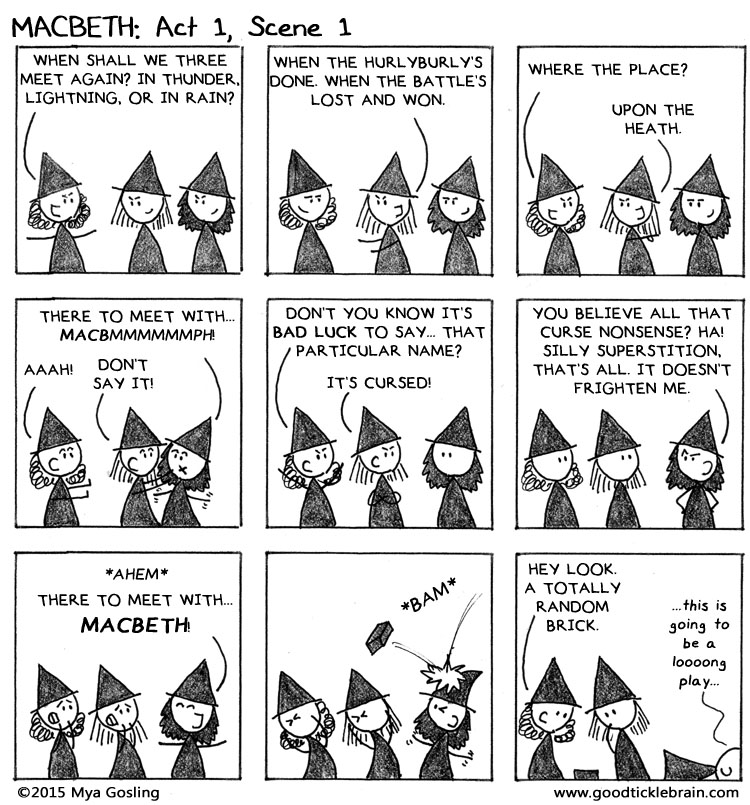 MACBETH: Act 1, Scene 1
WHEN SHALL WE THREE
MEET AGAIN? IN THUNDER,
LIGHTNING, OR IN RAIN?
WHEN THE HURLYBURLY'S
DONE. WHEN THE BATTLE'S
LOST AND WON.
WHERE THE PLACE?
UPON THE
HEATH.
THERE TO MEET WITH...
MACBMMMMMMPH!
AAAH!
DON'T
SAY IT!
DON'T YOU KNOW IT'S
BAD LUCK TO SAY... THAT
PARTICULAR NAME?
IT'S CURSED!
YOU BELIEVE ALL THAT
CURSE NONSENSE? HA!
SILLY SUPERSTITION,
THAT'S ALL. IT DOESN'T
FRIGHTEN ME.
*AHEM*
THERE TO MEET WITH...
MACBETH!
*BAM*
HEY LOOK.
A TOTALLY
RANDOM
BRICK.
...this is
going to
be a
loooong
play...
©2015 Mya Gosling
www.goodticklebrain.com